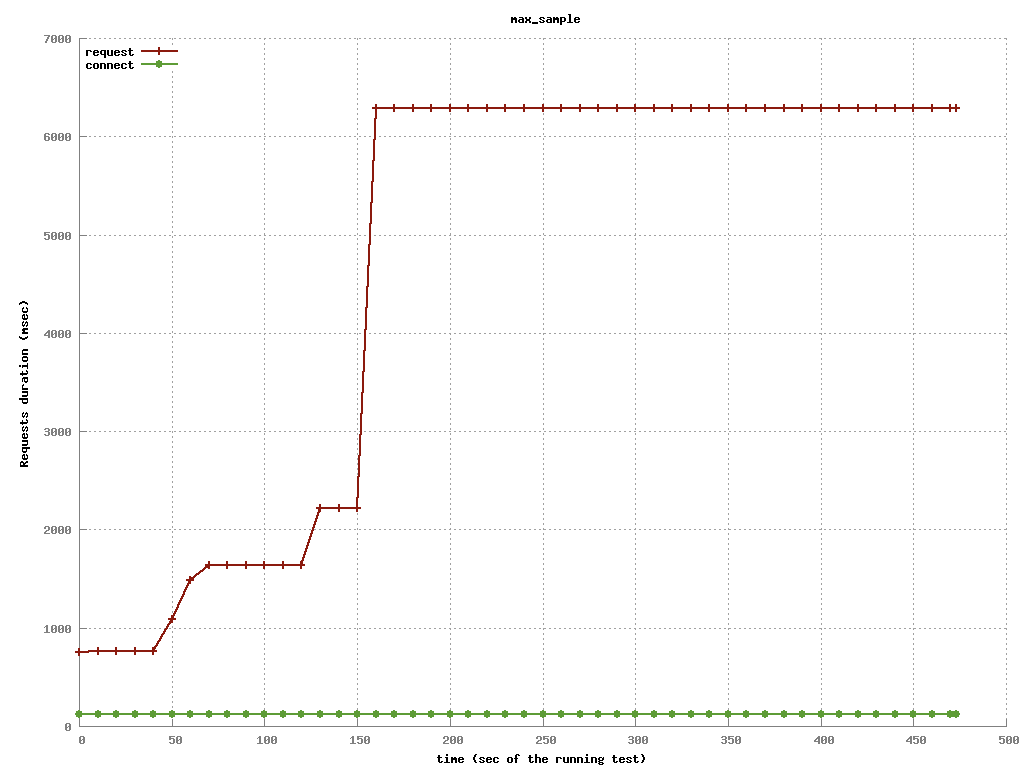 max_sample
7000
request
connect
6000
5000
4000
Requests duration (msec)
3000
2000
1000
0
0 50 100 150 200 250 300 350 400 450 500
time (sec of the running test)